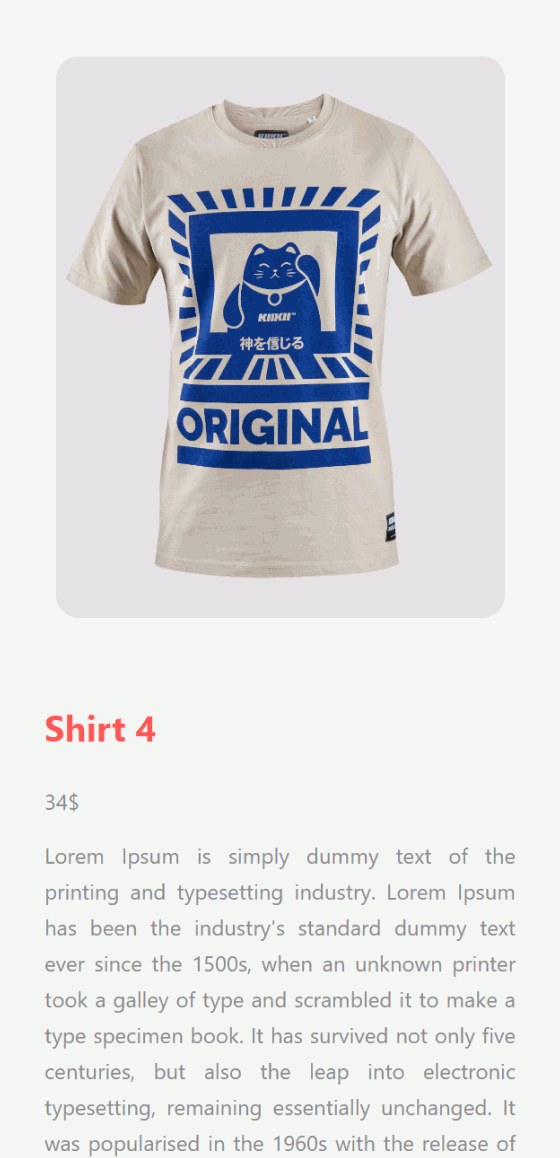 KIIKII™
神を信じる
ORIGINAL
Shirt 4
34$
Lorem Ipsum is simply dummy text of the
printing and typesetting industry. Lorem Ipsum
has been the industry's standard dummy text
ever since the 1500s, when an unknown printer
took a galley of type and scrambled it to make a
type specimen book. It has survived not only five
centuries, but also the leap into electronic
typesetting, remaining essentially unchanged. It
was popularised in the 1960s with the release of